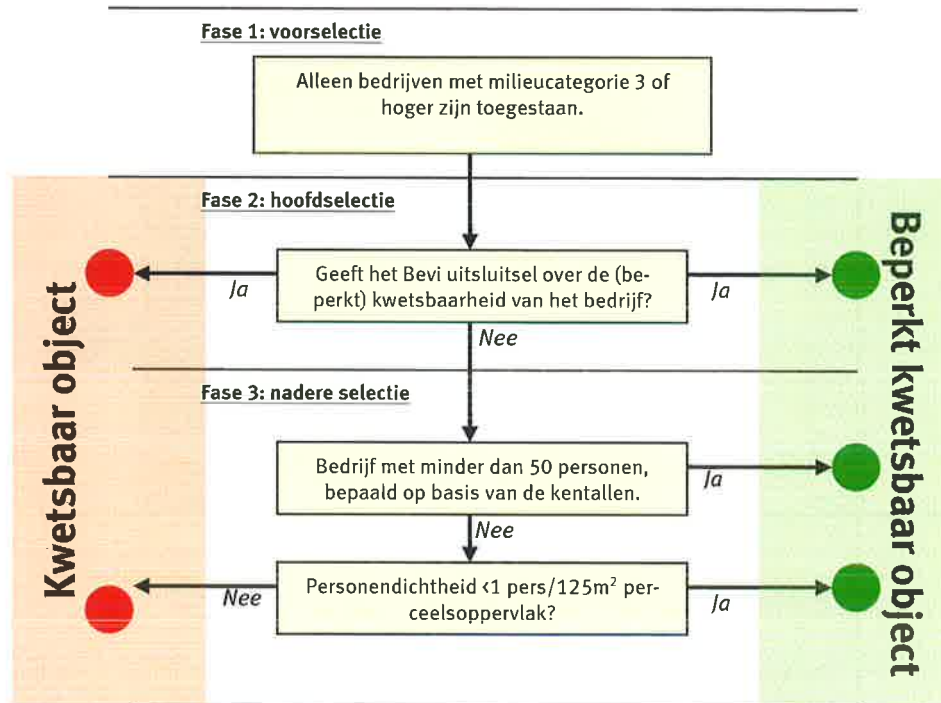 Fase 1: voorselectie
Alleen bedrijven met milieucategorie 3 of
hoger zijn toegestaan.
Fase 2: hoofdselectie
Geeft het Bevi uitsluitsel over de (be-
perkt) kwetsbaarheid van het bedrijf?
Ja
Ja
Nee
Fase 3: nadere selectie
Bedrijf met minder dan 50 personen,
bepaald op basis van de kentallen.
Ja
Nee
Personendichtheid <1 pers/125m² per-
ceelsoppervlak?
Nee
Ja
Kwetsbaar object
Beperkt kwetsbaar object